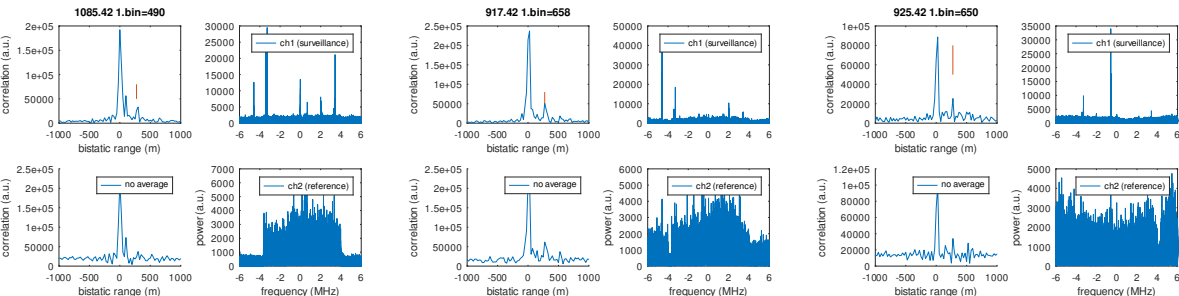 1085.42 1.bin=490
correlation (a.u.)
2e+05
1.5e+05
1e+05
50000
0
-1000 -500 0 500 1000
bistatic range (m)
ch1 (surveillance)
30000
25000
20000
15000
10000
5000
0
-6 -4 -2 0 2 4 6
917.42 1.bin=658
correlation (a.u.)
2.5e+05
2e+05
1.5e+05
1e+05
50000
0
-1000 -500 0 500 1000
bistatic range (m)
ch1 (surveillance)
50000
40000
30000
20000
10000
0
-6 -4 -2 0 2 4 6
925.42 1.bin=650
correlation (a.u.)
1e+05
80000
60000
40000
20000
0
-1000 -500 0 500 1000
bistatic range (m)
ch1 (surveillance)
35000
30000
25000
20000
15000
10000
5000
0
-6 -4 -2 0 2 4 6
correlation (a.u.)
2.5e+05
2e+05
1.5e+05
1e+05
50000
0
no average
-1000 -500 0 500 1000
bistatic range (m)
power (a.u.)
7000
6000
5000
4000
3000
2000
1000
0
ch2 (reference)
-6 -4 -2 0 2 4 6
frequency (MHz)
correlation (a.u.)
2.5e+05
2e+05
1.5e+05
1e+05
50000
0
no average
-1000 -500 0 500 1000
bistatic range (m)
power (a.u.)
6000
5000
4000
3000
2000
1000
0
ch2 (reference)
-6 -4 -2 0 2 4 6
frequency (MHz)
correlation (a.u.)
1.2e+05
1e+05
80000
60000
40000
20000
0
no average
-1000 -500 0 500 1000
bistatic range (m)
power (a.u.)
5000
4000
3000
2000
1000
0
ch2 (reference)
-6 -4 -2 0 2 4 6
frequency (MHz)